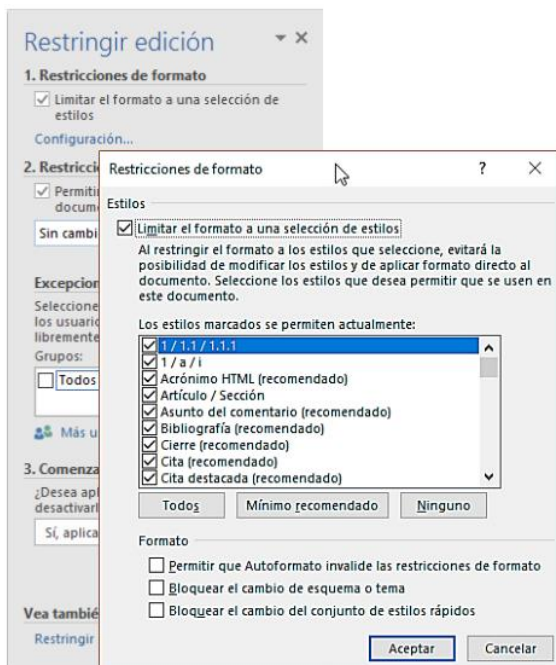 Restringir edición
1. Restricciones de formato
Limitar el formato a una selección de
estilos
Configuración...
2. Restricci
Permiti
docum
Sin cambi
Excepcion
Seleccione
los usuario
libremente
Grupos:
Todos
Más u
3. Comenza
¿Desea apl
desactivarl
Sí, aplica
Vea tambié
Restringir
Restricciones de formato
?
Estilos
Limitar el formato a una selección de estilos
Al restringir el formato a los estilos que seleccione, evitará la
posibilidad de modificar los estilos y de aplicar formato directo al
documento. Seleccione los estilos que desea permitir que se usen en
este documento.
Los estilos marcados se permiten actualmente:
1 / 1.1 / 1.1.1
1 / a / i
Acrónimo HTML (recomendado)
Artículo / Sección
Asunto del comentario (recomendado)
Bibliografía (recomendado)
Cierre (recomendado)
Cita (recomendado)
Cita destacada (recomendado)
Todos Mínimo recomendado Ninguno
Formato
Permitir que Autoformato invalide las restricciones de formato
Bloquear el cambio de esquema o tema
Bloquear el cambio del conjunto de estilos rápidos
Aceptar Cancelar